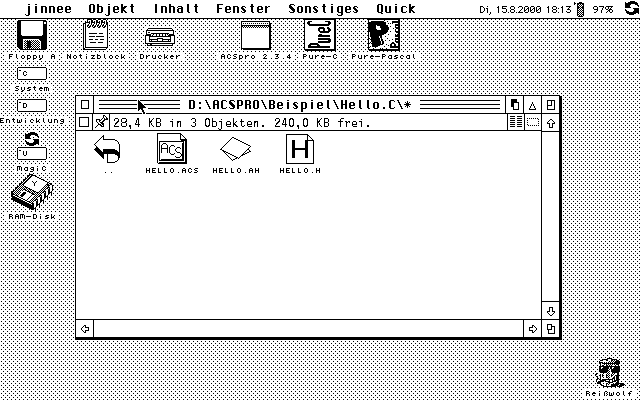 jinnee Objekt Inhalt Fenster Sonstiges Quick Di, 15.8.2000 18:13 97%
Floppy A Notizblock Drucker ACSpro 2.3.4 Pure-C Pure-Pascal
C
System
D
Entwicklung
U
MagiC
RAM-Disk
D:\ACSPRO\Beispiel\Hello.C\*
28,4 KB in 3 Objekten. 240,0 KB frei.
.. HELLO.ACS HELLO.AH HELLO.H
Reißwolf